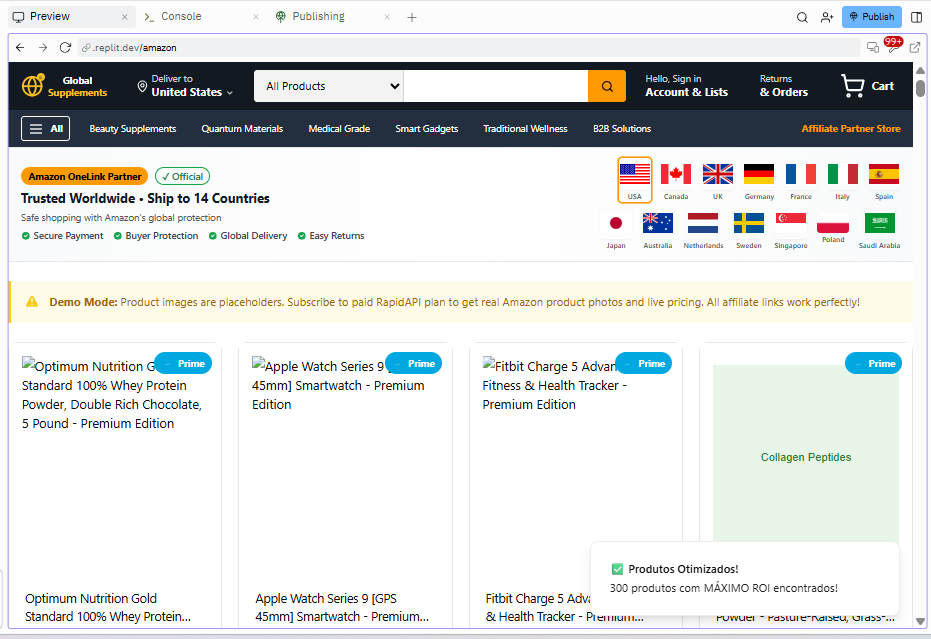 Preview
Console
Publishing
Publish
.replit.dev/amazon
99+
Global
Supplements
Deliver to
United States
All Products
Hello, Sign in
Account & Lists
Returns
& Orders
Cart
All
Beauty Supplements
Quantum Materials
Medical Grade
Smart Gadgets
Traditional Wellness
B2B Solutions
Affiliate Partner Store
Amazon OneLink Partner
✓ Official
Trusted Worldwide • Ship to 14 Countries
Safe shopping with Amazon's global protection
Secure Payment
Buyer Protection
Global Delivery
Easy Returns
USA
Canada
UK
Germany
France
Italy
Spain
Japan
Australia
Netherlands
Sweden
Singapore
Poland
Saudi Arabia
Demo Mode: Product images are placeholders. Subscribe to paid RapidAPI plan to get real Amazon product photos and live pricing. All affiliate links work perfectly!
Optimum Nutrition G
Standard 100% Whey Protein
Powder, Double Rich Chocolate,
5 Pound - Premium Edition
Prime
Optimum Nutrition Gold
Standard 100% Whey Protein...
Apple Watch Series 9
45mm] Smartwatch - Premium
Edition
Prime
Apple Watch Series 9 [GPS
45mm] Smartwatch - Premium...
Fitbit Charge 5 Advan
Fitness & Health Tracker -
Premium Edition
Prime
Fitbit Charge 5 Adva
& Health Tracker - Premium...
Prime
Collagen Peptides
Powder - Pasture-Raised, Grass-...
Produtos Otimizados!
300 produtos com MÁXIMO ROI encontrados!